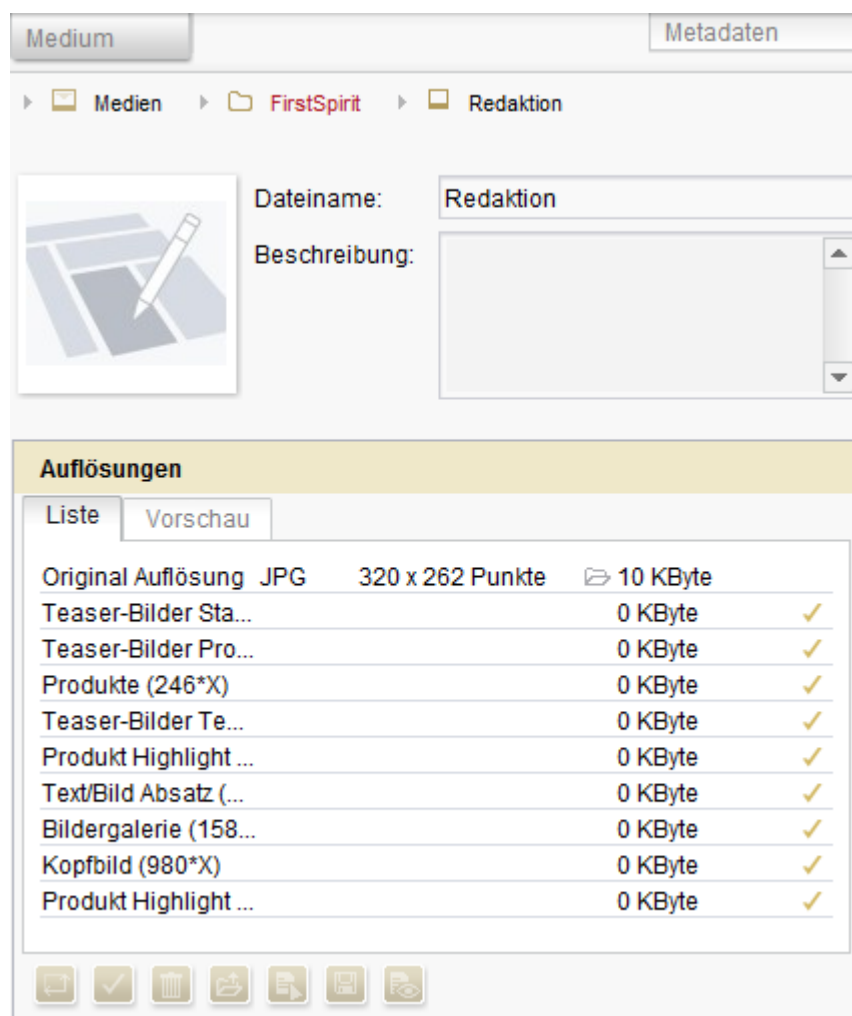 Medium Metadaten
Medien FirstSpirit Redaktion
Dateiname: Redaktion
Beschreibung:
Auflösungen
Liste Vorschau
Original Auflösung JPG 320 x 262 Punkte 10 KByte
Teaser-Bilder Sta... 0 KByte
Teaser-Bilder Pro... 0 KByte
Produkte (246*X) 0 KByte
Teaser-Bilder Te... 0 KByte
Produkt Highlight ... 0 KByte
Text/Bild Absatz (... 0 KByte
Bildergalerie (158... 0 KByte
Kopfbild (980*X) 0 KByte
Produkt Highlight ... 0 KByte